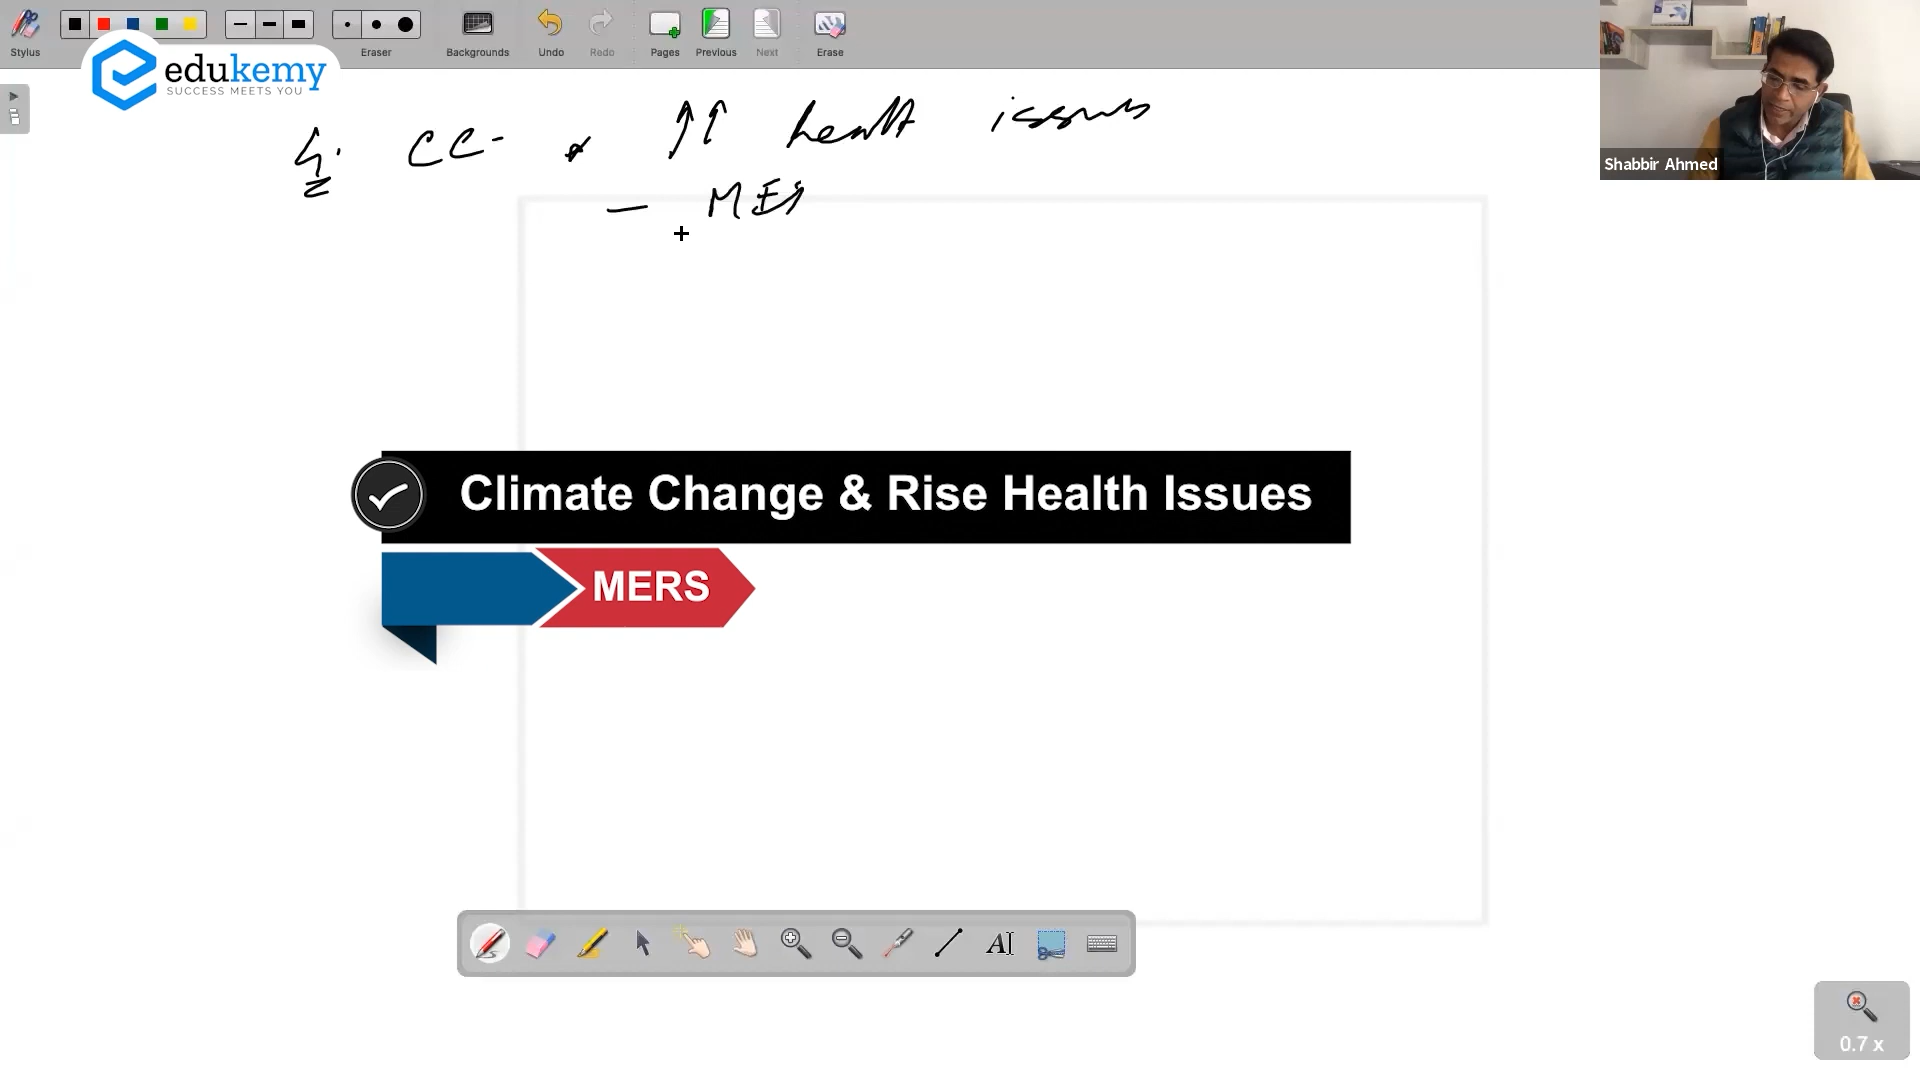 Stylus
Eraser
Backgrounds
Undo
Redo
Pages
Previous
Next
Erase
edukemy
SUCCESS MEETS YOU
Shabbir Ahmed
CC- & ↑↑ health issues
Climate Change & Rise Health Issues
MERS
AI
0.7 x